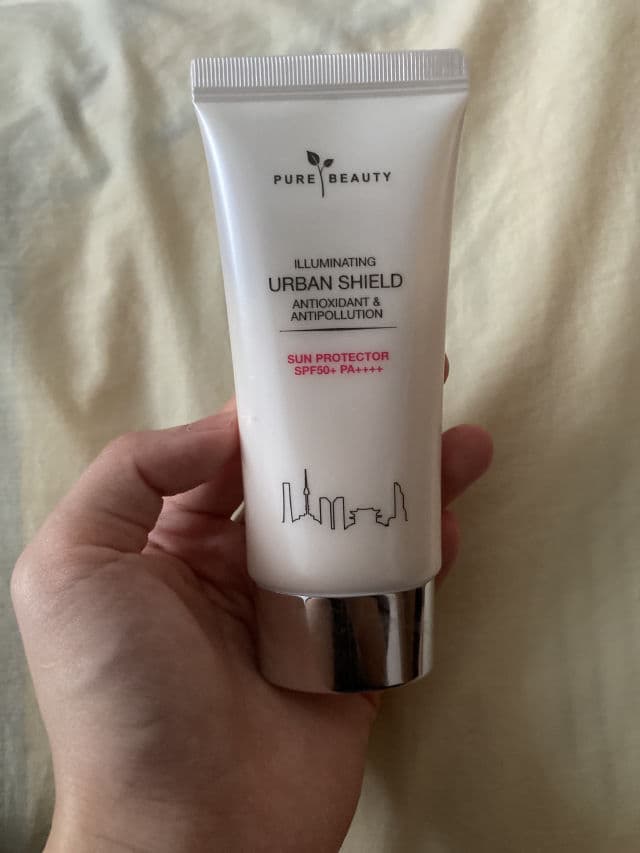 PURE BEAUTY
ILLUMINATING
URBAN SHIELD
ANTIOXIDANT &
ANTIPOLLUTION
SUN PROTECTOR
SPF50+ PA++++